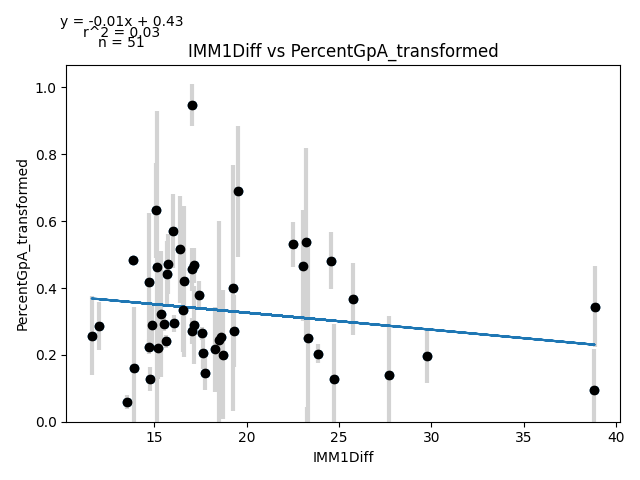 y = -0.01x + 0.43
r^2 = 0.03
n = 51
IMM1Diff vs PercentGpA_transformed
PercentGpA_transformed
1.0
0.8
0.6
0.4
0.2
0.0
15
20
25
30
35
40
IMM1Diff